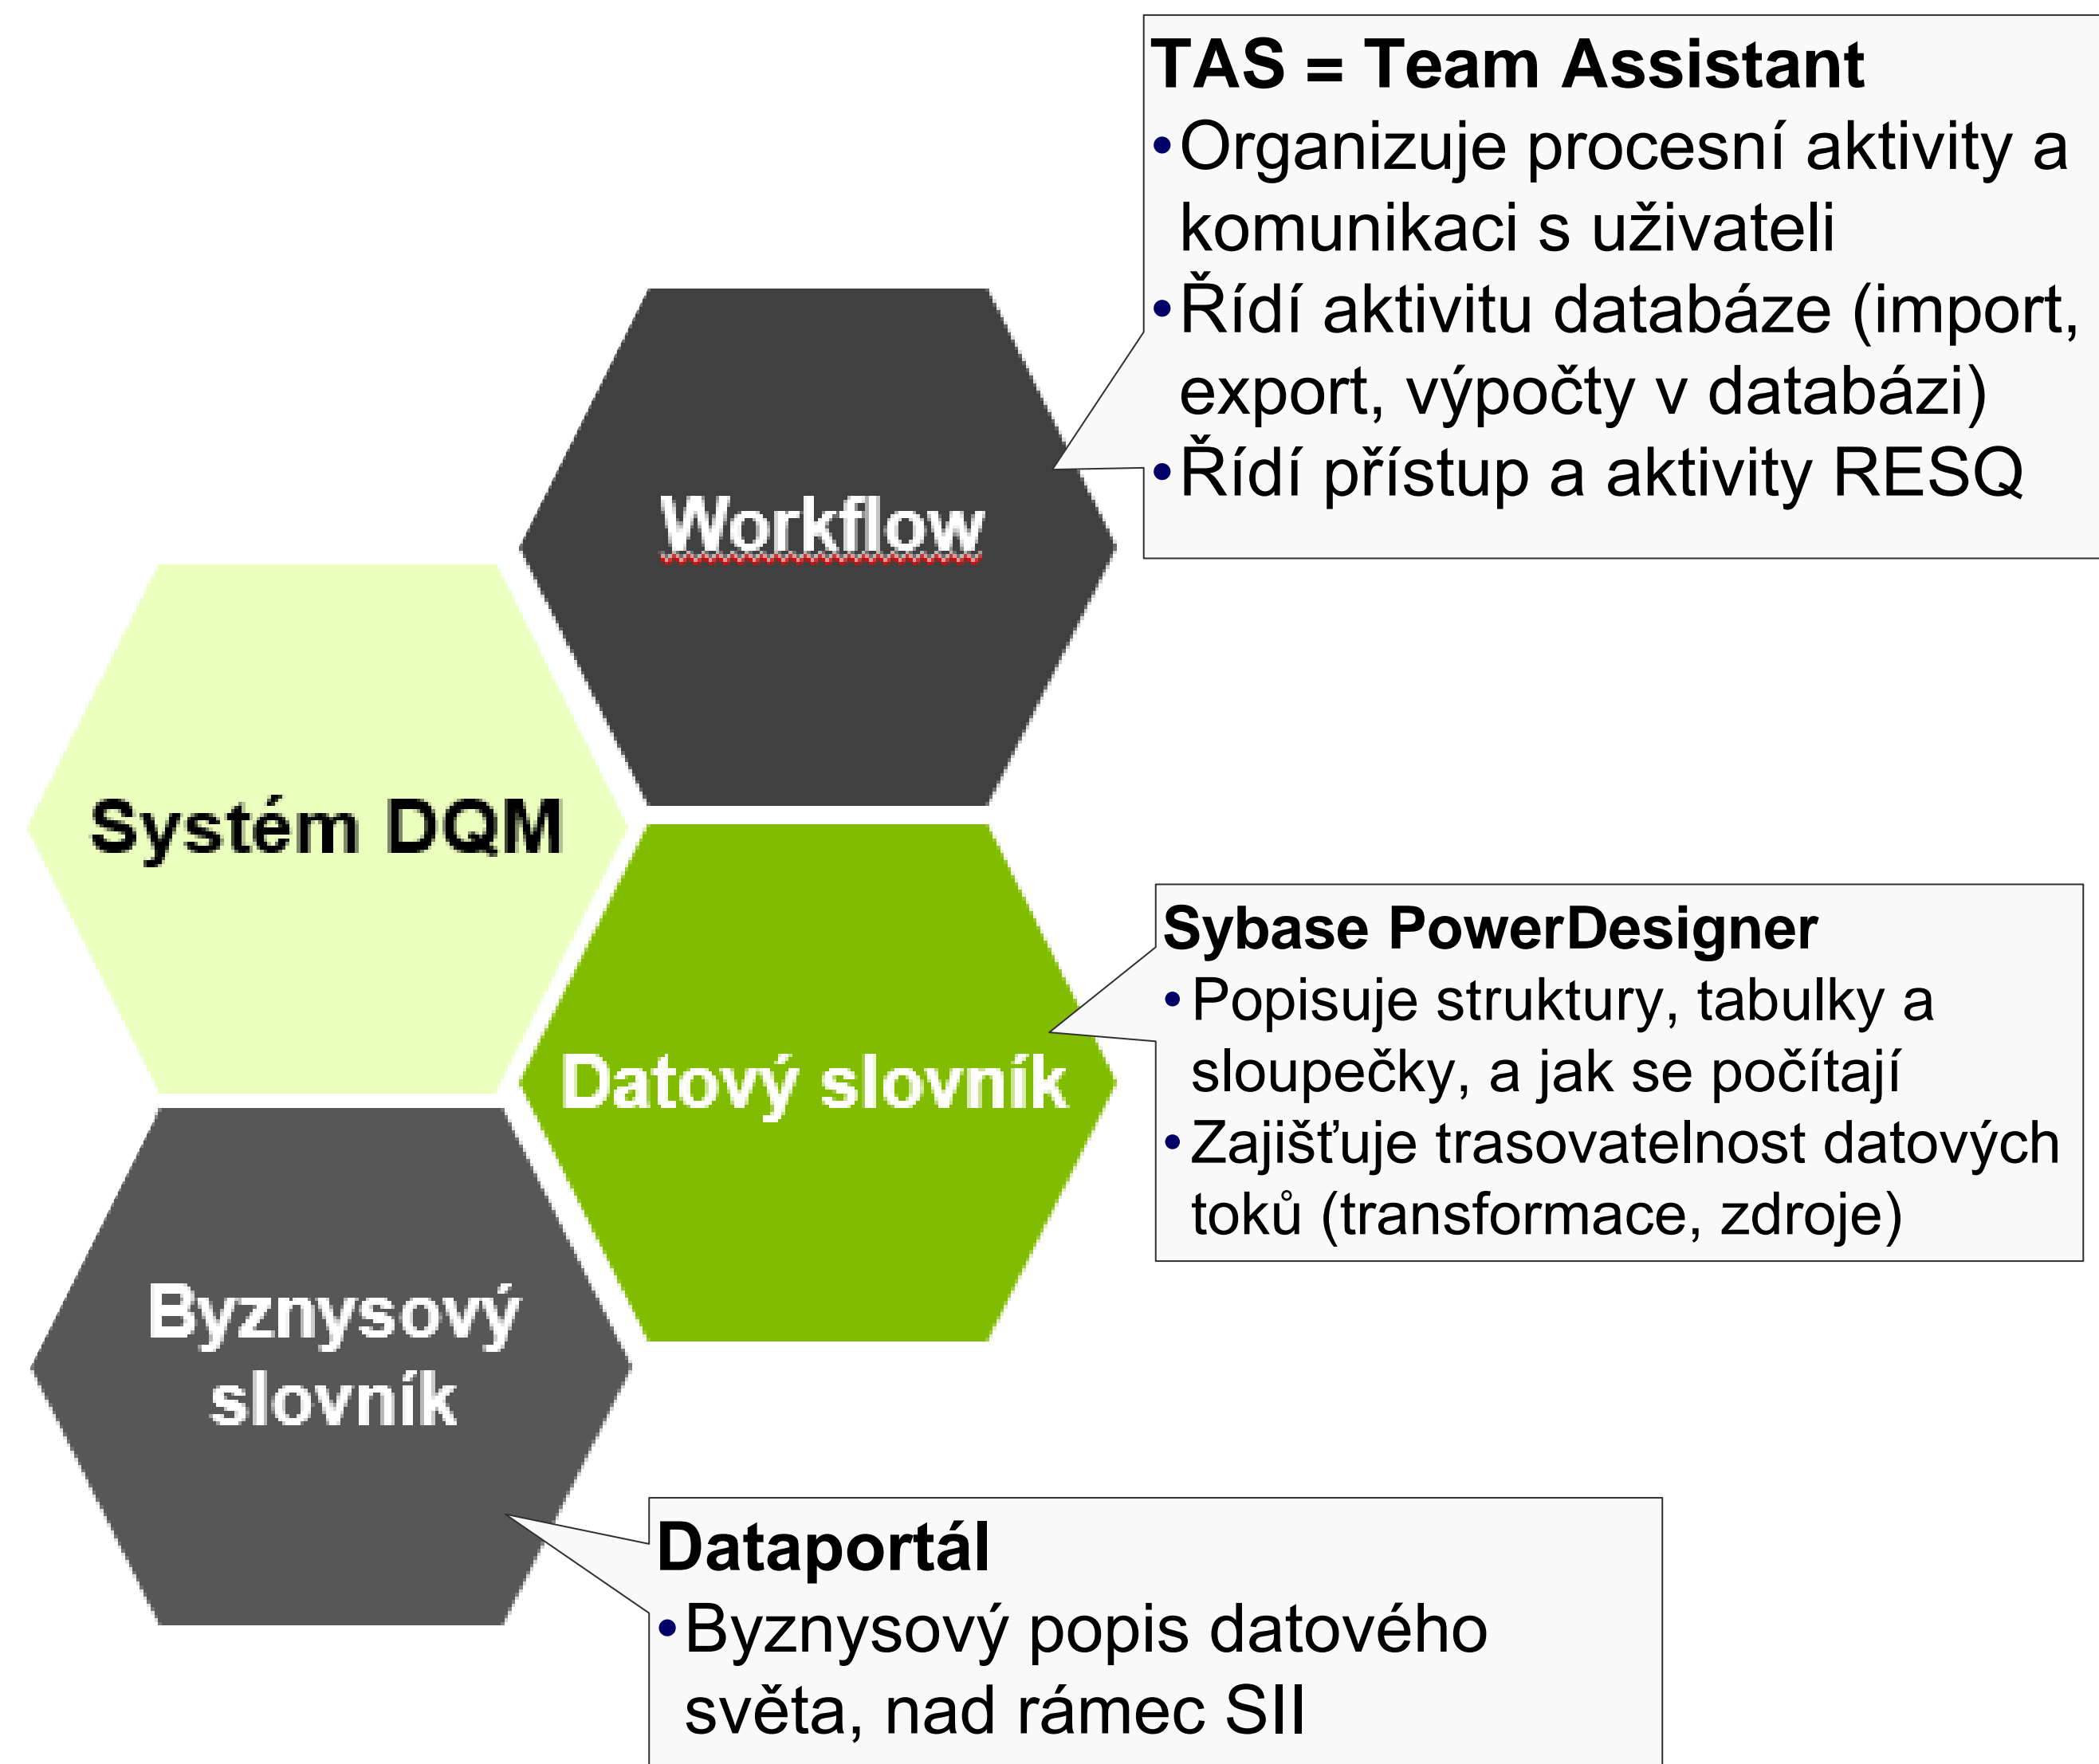 TAS = Team Assistant
•Organizuje procesní aktivity a
komunikaci s uživateli
•Řídí aktivitu databáze (import,
export, výpočty v databázi)
•Řídí přístup a aktivity RESQ
Workflow
Systém DQM
Sybase PowerDesigner
•Popisuje struktury, tabulky a
sloupečky, a jak se počítají
•Zajišťuje trasovatelnost datových
toků (transformace, zdroje)
Datový slovník
Byznysový
slovník
Dataportál
•Byznysový popis datového
světa, nad rámec SII